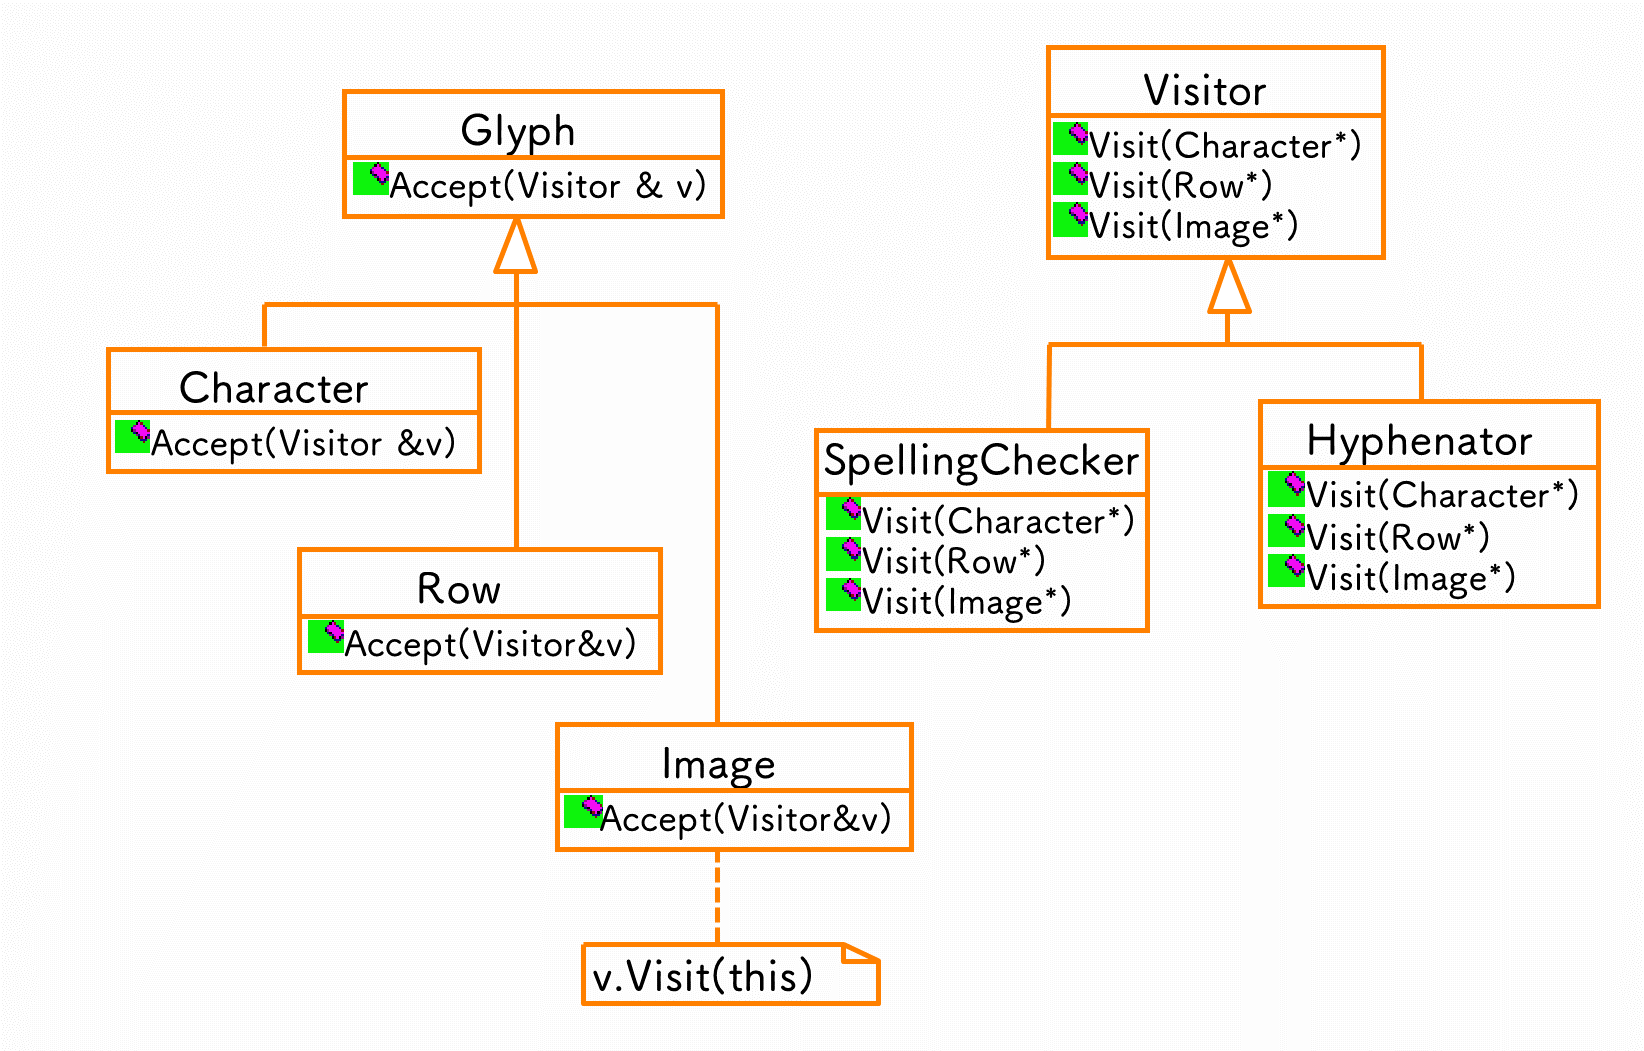 Glyph
Accept(Visitor & v)
Character
Accept(Visitor &v)
Row
Accept(Visitor&v)
Image
Accept(Visitor&v)
v.Visit(this)
Visitor
Visit(Character*)
Visit(Row*)
Visit(Image*)
SpellingChecker
Visit(Character*)
Visit(Row*)
Visit(Image*)
Hyphenator
Visit(Character*)
Visit(Row*)
Visit(Image*)